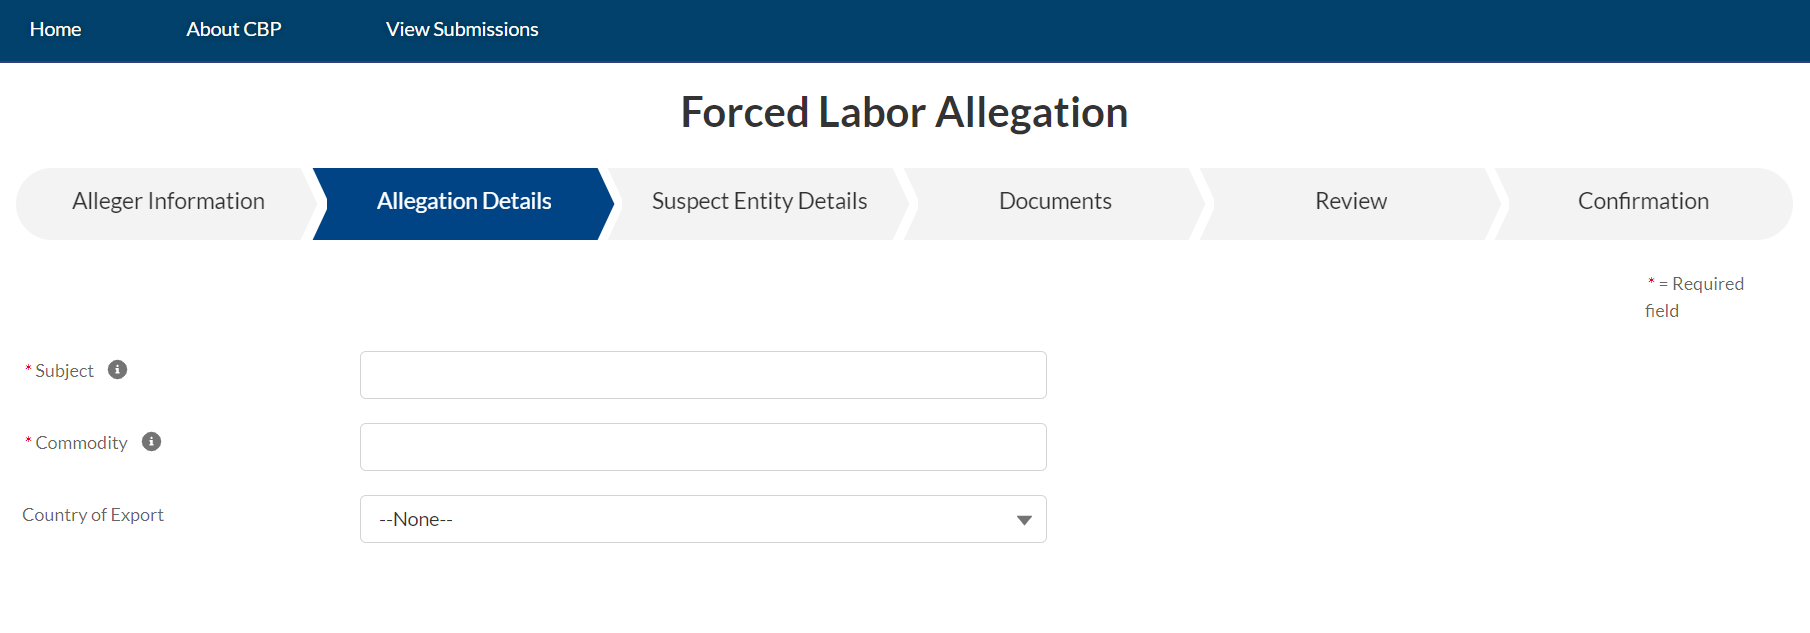 Home About CBP View Submissions
Forced Labor Allegation
Alleger Information Allegation Details Suspect Entity Details Documents Review Confirmation
* = Required
field
* Subject
* Commodity
Country of Export --None--